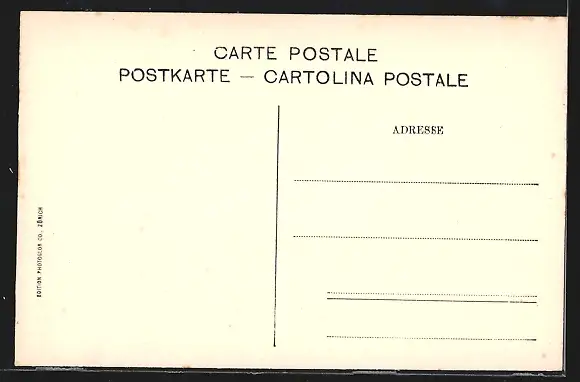 CARTE POSTALE
POSTKARTE — CARTOLINA POSTALE
ADRESSE
EDITION PHOTOGLOB CO., ZÜRICH